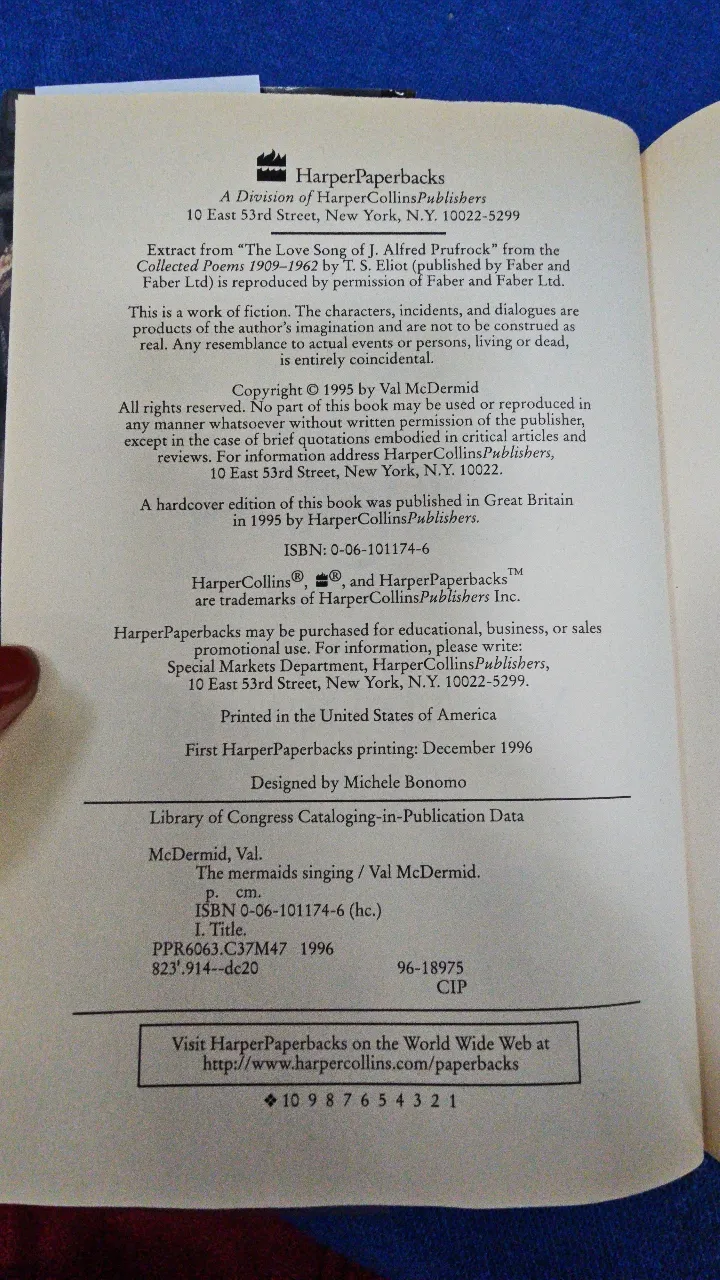 HarperPaperbacks
A Division of HarperCollinsPublishers
10 East 53rd Street, New York, N.Y. 10022-5299
Extract from “The Love Song of J. Alfred Prufrock” from the
Collected Poems 1909–1962 by T. S. Eliot (published by Faber and
Faber Ltd) is reproduced by permission of Faber and Faber Ltd.
This is a work of fiction. The characters, incidents, and dialogues are
products of the author’s imagination and are not to be construed as
real. Any resemblance to actual events or persons, living or dead,
is entirely coincidental.
Copyright © 1995 by Val McDermid
All rights reserved. No part of this book may be used or reproduced in
any manner whatsoever without written permission of the publisher,
except in the case of brief quotations embodied in critical articles and
reviews. For information address HarperCollinsPublishers,
10 East 53rd Street, New York, N.Y. 10022.
A hardcover edition of this book was published in Great Britain
in 1995 by HarperCollinsPublishers.
ISBN: 0-06-101174-6
HarperCollins®, ®, and HarperPaperbacks™
are trademarks of HarperCollinsPublishers Inc.
HarperPaperbacks may be purchased for educational, business, or sales
promotional use. For information, please write:
Special Markets Department, HarperCollinsPublishers,
10 East 53rd Street, New York, N.Y. 10022-5299.
Printed in the United States of America
First HarperPaperbacks printing: December 1996
Designed by Michele Bonomo
Library of Congress Cataloging-in-Publication Data
McDermid, Val.
The mermaids singing / Val McDermid.
p. cm.
ISBN 0-06-101174-6 (hc.)
I. Title.
PPR6063.C37M47 1996
823'.914--dc20 96-18975
CIP
Visit HarperPaperbacks on the World Wide Web at
http://www.harpercollins.com/paperbacks
❖ 10 9 8 7 6 5 4 3 2 1